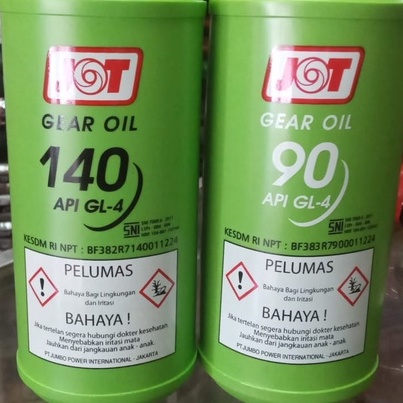 JOT
GEAR OIL
140
API GL-4
SNI
KESDM RI NPT : BF382R7140011224
PELUMAS
Bahaya Bagi Lingkungan
dan Iritasi
BAHAYA !
Jika tertelan segera hubungi dokter kesehatan.
Menyebabkan iritasi mata
Jauhkan dari jangkauan anak - anak.
PT.JUMBO POWER INTERNATIONAL - JAKARTA
JOT
GEAR OIL
90
API GL-4
SNI
KESDM RI NPT : BF383R7900011224
PELUMAS
Bahaya Bagi Lingkungan
dan Iritasi
BAHAYA !
Jika tertelan segera hubungi dokter kesehatan.
Menyebabkan iritasi mata
Jauhkan dari jangkauan anak - anak.
PT.JUMBO POWER INTERNATIONAL - JAKARTA